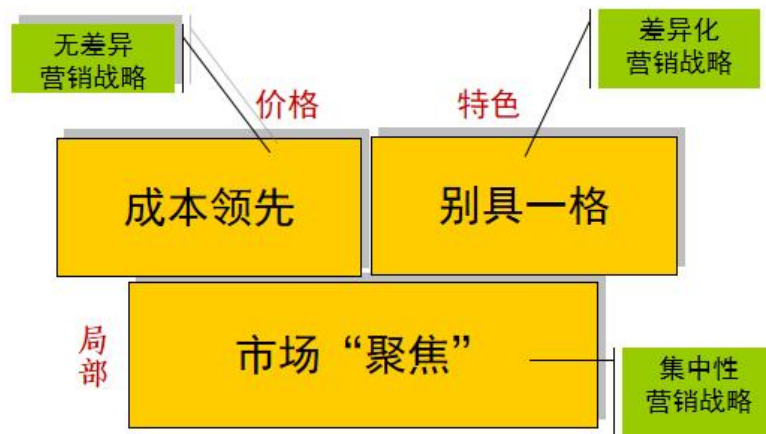 无差异
营销战略
差异化
营销战略
价格
特色
成本领先
别具一格
局部
市场“聚焦”
集中性
营销战略